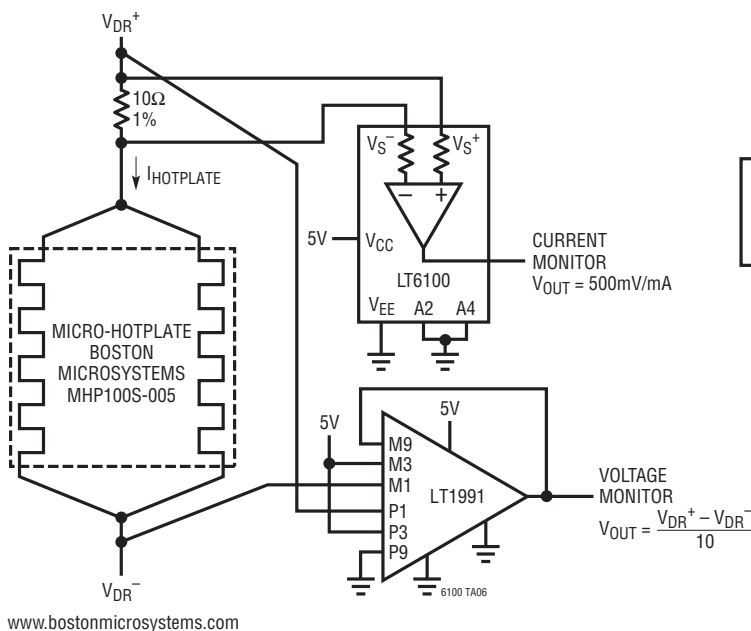 V_DR⁺
10Ω
1%
I_HOTPLATE
MICRO-HOTPLATE
BOSTON
MICROSYSTEMS
MHP100S-005
V_DR⁻
V_S⁻
V_S⁺
−
+
5V
V_CC
LT6100
V_EE
A2
A4
CURRENT
MONITOR
V_OUT = 500mV/mA
5V
5V
M9
M3
M1
P1
P3
P9
LT1991
VOLTAGE
MONITOR
V_OUT = V_DR⁺ – V_DR⁻
10
6100 TA06
www.bostonmicrosystems.com